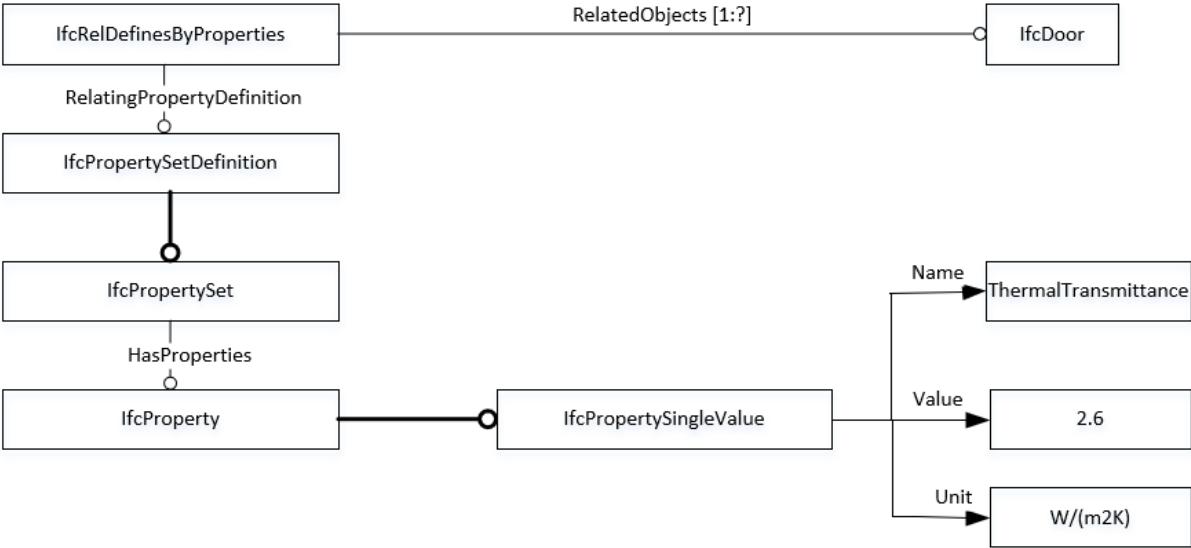 RelatedObjects [1:?]
IfcRelDefinesByProperties
IfcDoor
RelatingPropertyDefinition
IfcPropertySetDefinition
IfcPropertySet
Name
ThermalTransmittance
HasProperties
IfcProperty
IfcPropertySingleValue
Value
2.6
Unit
W/(m2K)